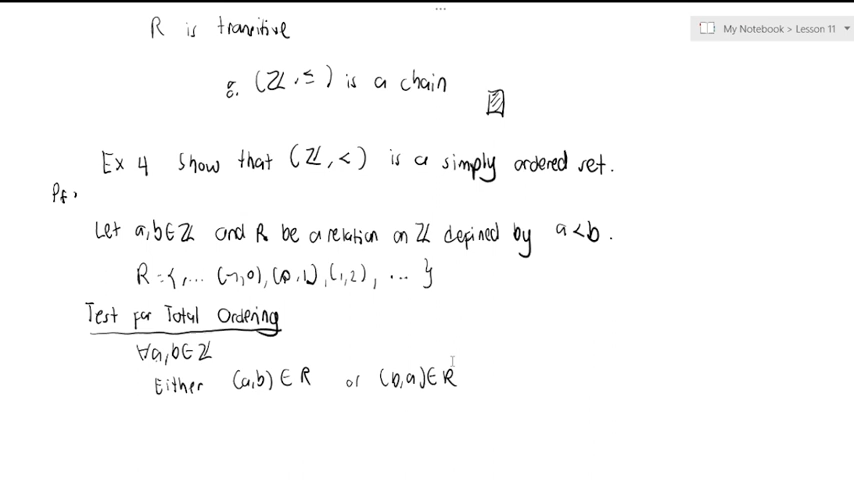 My Notebook > Lesson 11
R is transitive
(ℤ, ≤) is a chain
Ex 4 Show that (ℤ, <) is a simply ordered set.
Pf,
Let a,b∈ℤ and R be a relation on ℤ defined by a<b.
R={,... (-1,0), (0,1), (1,2), ... }
Test for Total Ordering
∀a,b∈ℤ
Either (a,b)∈R or (b,a)∈R